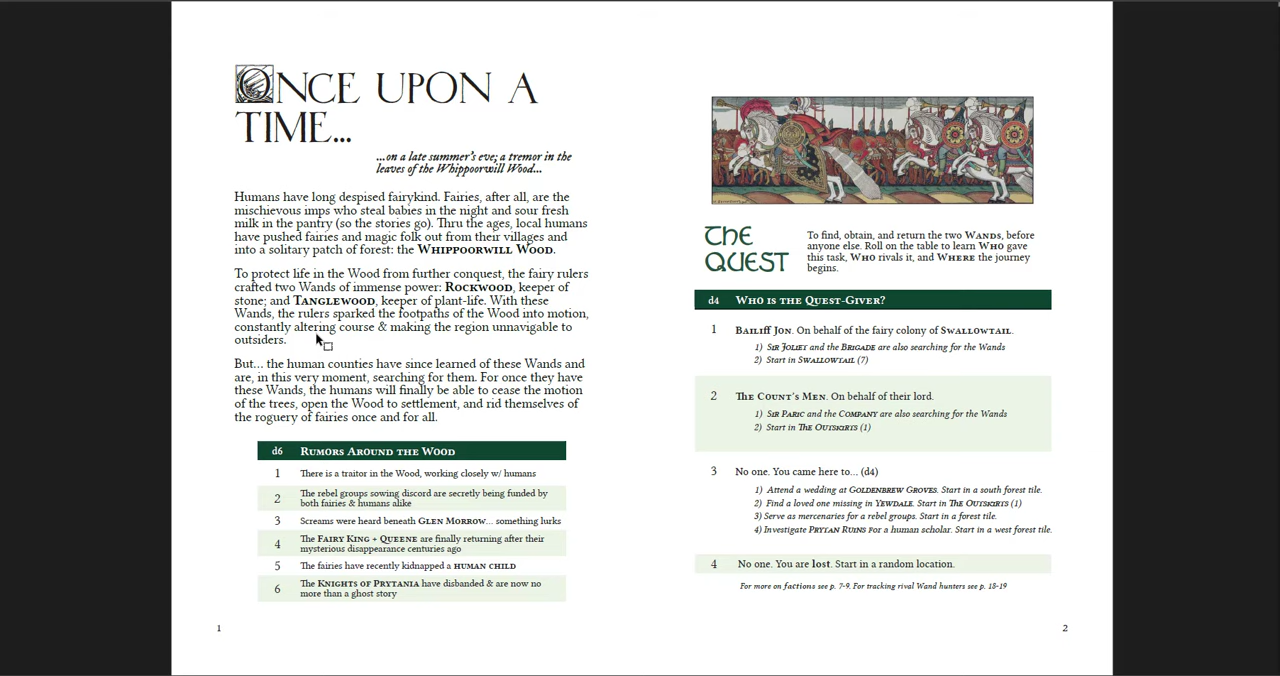 ONCE UPON A
TIME...
...on a late summer's eve; a tremor in the
leaves of the Whippoorwill Wood...
Humans have long despised fairykind. Fairies, after all, are the
mischievous imps who steal babies in the night and sour fresh
milk in the pantry (so the stories go). Thru the ages, local humans
have pushed fairies and magic folk out from their villages and
into a solitary patch of forest: the WHIPPOORWILL WOOD.
To protect life in the Wood from further conquest, the fairy rulers
crafted two Wands of immense power: ROCKWOOD, keeper of
stone; and TANGLEWOOD, keeper of plant-life. With these
Wands, the rulers sparked the footpaths of the Wood into motion,
constantly altering course & making the region unnavigable to
outsiders.
But... the human counties have since learned of these Wands and
are, in this very moment, searching for them. For once they have
these Wands, the humans will finally be able to cease the motion
of the trees, open the Wood to settlement, and rid themselves of
the roguery of fairies once and for all.
d6 RUMORS AROUND THE WOOD
1 There is a traitor in the Wood, working closely w/ humans
2 The rebel groups sowing discord are secretly being funded by
both fairies & humans alike
3 Screams were heard beneath GLEN MORROW... something lurks
4 The FAIRY KING + QUEENE are finally returning after their
mysterious disappearance centuries ago
5 The fairies have recently kidnapped a HUMAN CHILD
6 The KNIGHTS OF PRYTANIA have disbanded & are now no
more than a ghost story
1
THE
QUEST
To find, obtain, and return the two WANDS, before
anyone else. Roll on the table to learn WHO gave
this task, WHO rivals it, and WHERE the journey
begins.
d4 WHO IS THE QUEST-GIVER?
1 BAILIFF JON. On behalf of the fairy colony of SWALLOWTAIL.
1) SIR JOLIET and the BRIGADE are also searching for the Wands
2) Start in SWALLOWTAIL (7)
2 THE COUNT'S MEN. On behalf of their lord.
1) SIR PARIC and the COMPANY are also searching for the Wands
2) Start in THE OUTSKIRTS (1)
3 No one. You came here to... (d4)
1) Attend a wedding at GOLDENBREW GROVES. Start in a south forest tile.
2) Find a loved one missing in YEWDALE. Start in THE OUTSKIRTS (1)
3) Serve as mercenaries for a rebel groups. Start in a forest tile.
4) Investigate PRYTAN RUINS for a human scholar. Start in a west forest tile.
4 No one. You are lost. Start in a random location.
For more on factions see p. 7-9. For tracking rival Wand hunters see p. 18-19
2